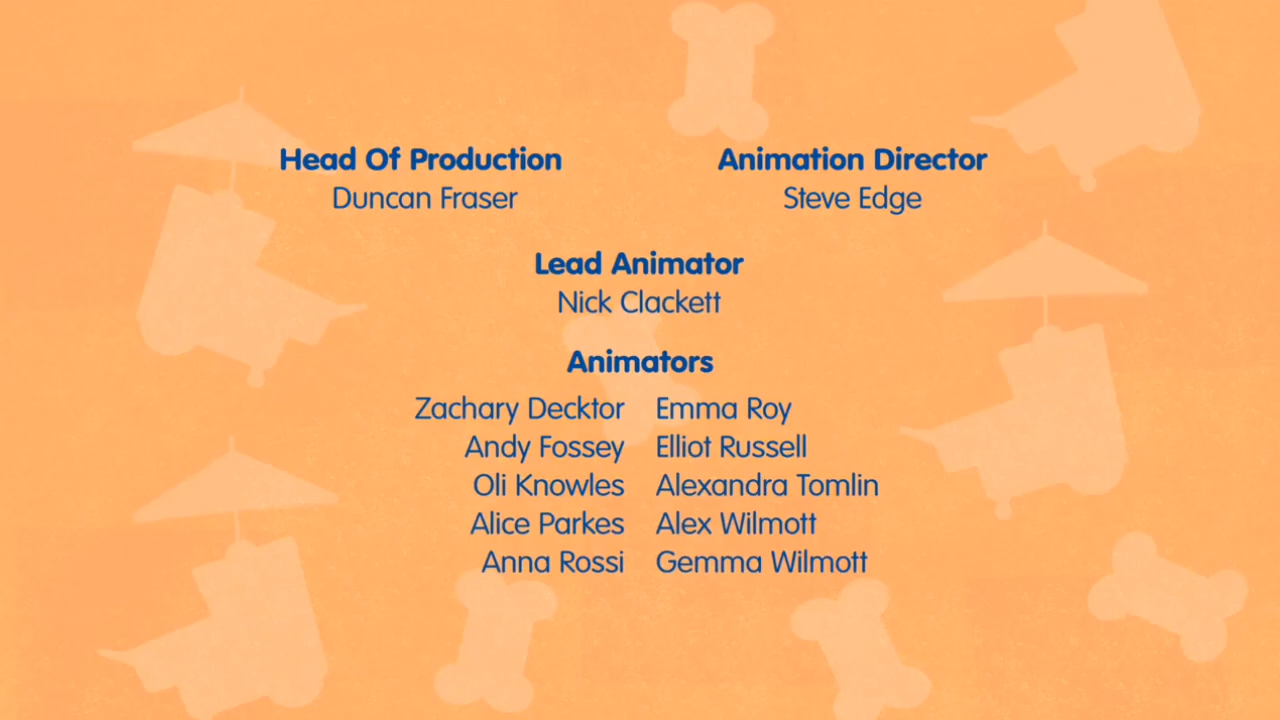 Head Of Production
Duncan Fraser
Animation Director
Steve Edge
Lead Animator
Nick Clackett
Animators
Zachary Decktor Emma Roy
Andy Fossey Elliot Russell
Oli Knowles Alexandra Tomlin
Alice Parkes Alex Wilmott
Anna Rossi Gemma Wilmott